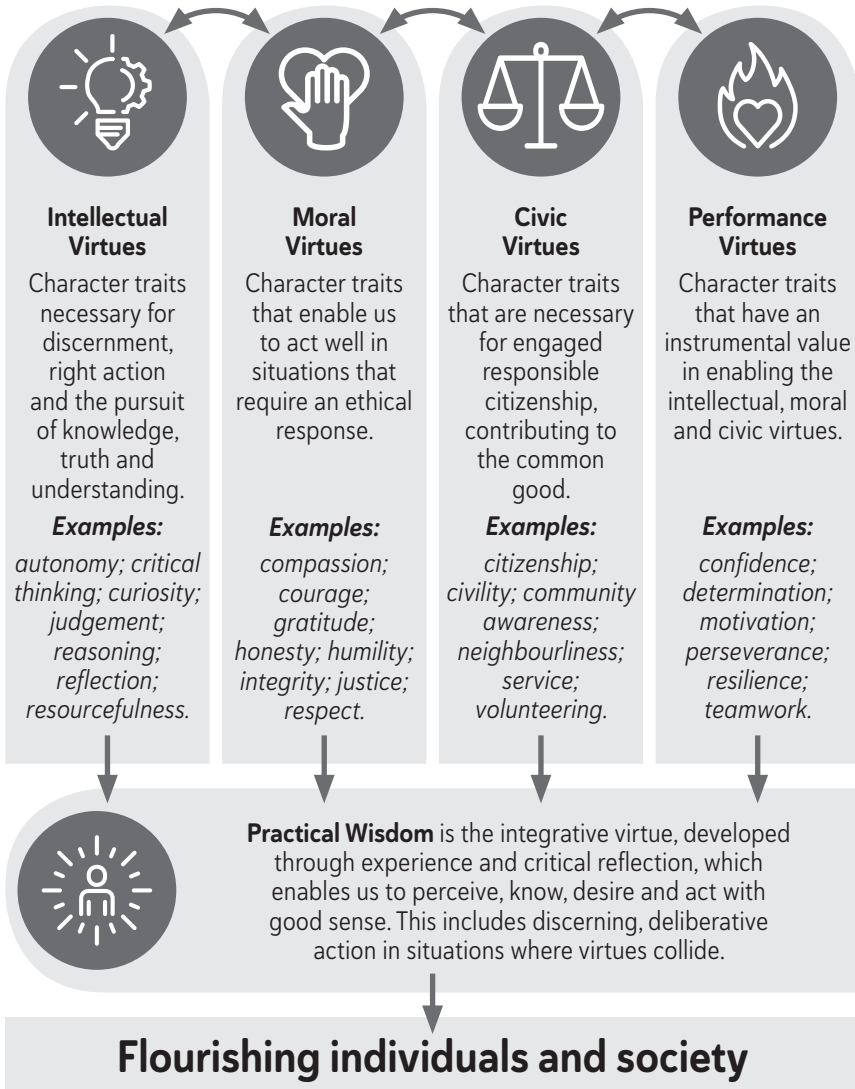 Intellectual
Virtues
Character traits
necessary for
discernment,
right action
and the pursuit
of knowledge,
truth and
understanding.
Examples:
autonomy; critical
thinking; curiosity;
judgement;
reasoning;
reflection;
resourcefulness.
Moral
Virtues
Character traits
that enable us
to act well in
situations that
require an ethical
response.
Examples:
compassion;
courage;
gratitude;
honesty; humility;
integrity; justice;
respect.
Civic
Virtues
Character traits
that are necessary
for engaged
responsible
citizenship,
contributing to
the common
good.
Examples:
citizenship;
civility; community
awareness;
neighbourliness;
service;
volunteering.
Performance
Virtues
Character traits
that have an
instrumental value
in enabling the
intellectual, moral
and civic virtues.
Examples:
confidence;
determination;
motivation;
perseverance;
resilience;
teamwork.
Practical Wisdom is the integrative virtue, developed
through experience and critical reflection, which
enables us to perceive, know, desire and act with
good sense. This includes discerning, deliberative
action in situations where virtues collide.
Flourishing individuals and society